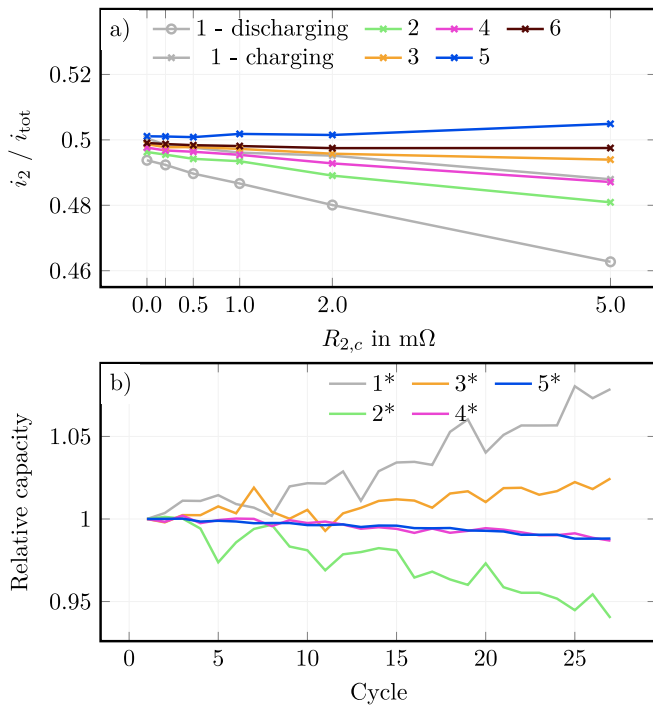 a)
1 - discharging 2 4 6
1 - charging 3 5
0.52
0.5
0.48
0.46
i₂ / i_tot
0.0 0.5 1.0 2.0 5.0
R₂,c in mΩ
b)
1* 3* 5*
2* 4*
1.05
1
0.95
Relative capacity
0 5 10 15 20 25
Cycle